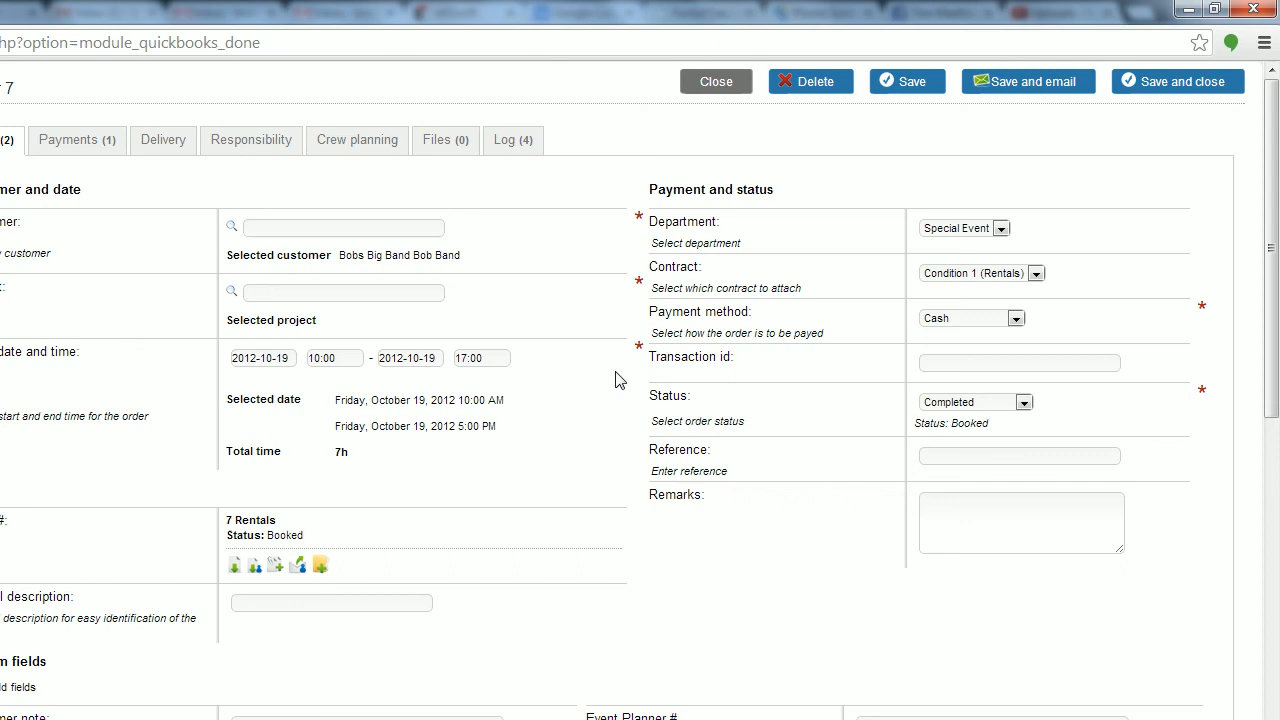 hp?option=module_quickbooks_done
7
Close
Delete
Save
Save and email
Save and close
(2)
Payments (1)
Delivery
Responsibility
Crew planning
Files (0)
Log (4)
mer and date
Payment and status
mer:
y customer
Selected customer Bobs Big Band Bob Band
* Department:
Select department
Special Event
t:
Selected project
* Contract:
Select which contract to attach
Condition 1 (Rentals)
Payment method:
Select how the order is to be payed
Cash
*
date and time:
2012-10-19 10:00 - 2012-10-19 17:00
*
Transaction id:
Selected date Friday, October 19, 2012 10:00 AM
Friday, October 19, 2012 5:00 PM
start and end time for the order
Total time 7h
Status:
Select order status
Completed
*
Status: Booked
Reference:
Enter reference
Remarks:
#:
7 Rentals
Status: Booked
l description:
description for easy identification of the
m fields
ld fields
mer note:
Event Planner #